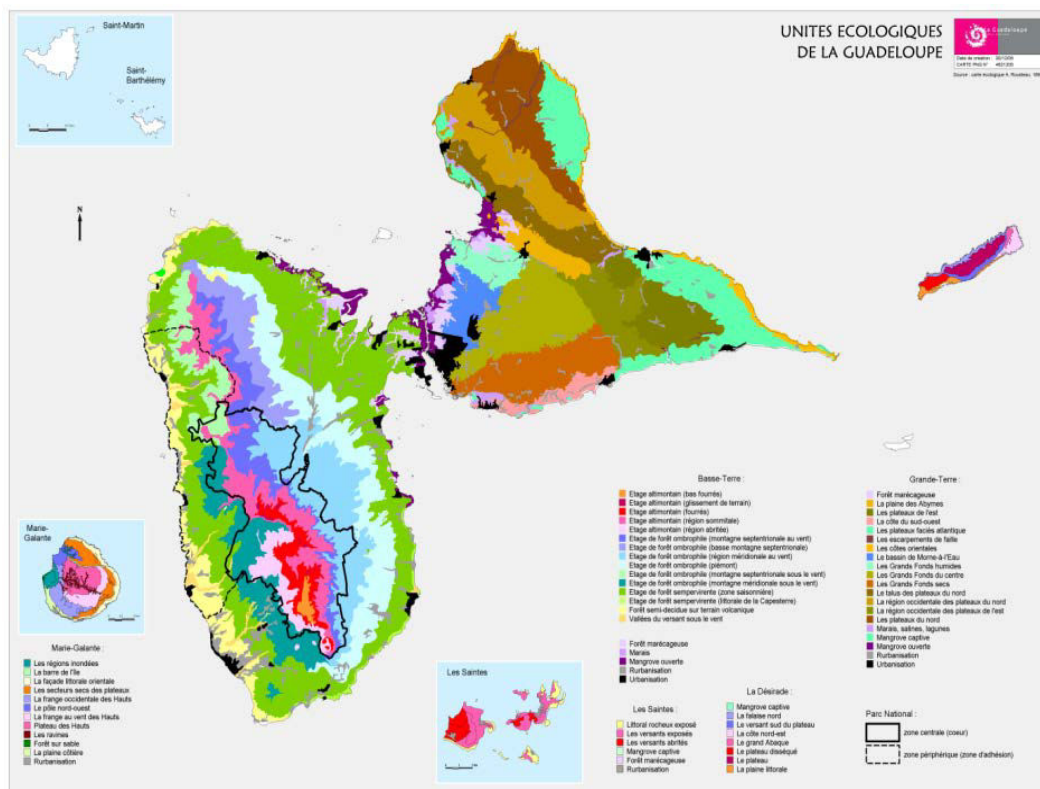 Saint-Martin
Saint-
Barthélémy
UNITES ECOLOGIQUES
DE LA GUADELOUPE
La Guadeloupe
N
Marie-
Galante
Marie-Galante :
Les régions inondées
La barre de l'île
La façade littorale orientale
Les secteurs secs des plateaux
La frange occidentale des Hauts
Le pôle nord-ouest
La frange au vent des Hauts
Plateau des Hauts
Les ravines
Forêt sur sable
La plaine côtière
Rurbanisation
Les Saintes
Basse-Terre :
Etage altimontain (bas fourrés)
Etage altimontain (glissement de terrain)
Etage altimontain (fourrés)
Etage altimontain (région sommitale)
Etage altimontain (région abritée)
Etage de forêt ombrophile (montagne septentrionale au vent)
Etage de forêt ombrophile (basse montagne septentrionale)
Etage de forêt ombrophile (région méridionale au vent)
Etage de forêt ombrophile (piémont)
Etage de forêt ombrophile (montagne septentrionale sous le vent)
Etage de forêt ombrophile (montagne méridionale sous le vent)
Etage de forêt sempervirente (zone saisonnière)
Etage de forêt sempervirente (littorale de la Capesterre)
Forêt semi-decidue sur terrain volcanique
Vallées du versant sous le vent
Forêt marécageuse
Marais
Mangrove ouverte
Rurbanisation
Urbanisation
Les Saintes :
Littoral rocheux exposé
Les versants exposés
Les versants abrités
Mangrove captive
Forêt marécageuse
Rurbanisation
La Désirade :
Mangrove captive
La falaise nord
Le versant sud du plateau
La côte nord-est
Le grand Abaque
Le plateau disséqué
Le plateau
La plaine littorale
Grande-Terre :
Forêt marécageuse
La plaine des Abymes
Les plateaux de l'est
La côte du sud-ouest
Les plateaux faciès atlantique
Les escarpements de faille
Les côtes orientales
Le bassin de Morne-à-l'Eau
Les Grands Fonds humides
Les Grands Fonds du centre
Les Grands Fonds secs
Le talus des plateaux du nord
La région occidentale des plateaux du nord
La région occidentale des plateaux de l'est
Les plateaux du nord
Marais, salines, lagunes
Mangrove captive
Mangrove ouverte
Rurbanisation
Urbanisation
Parc National :
zone centrale (coeur)
zone périphérique (zone d'adhésion)